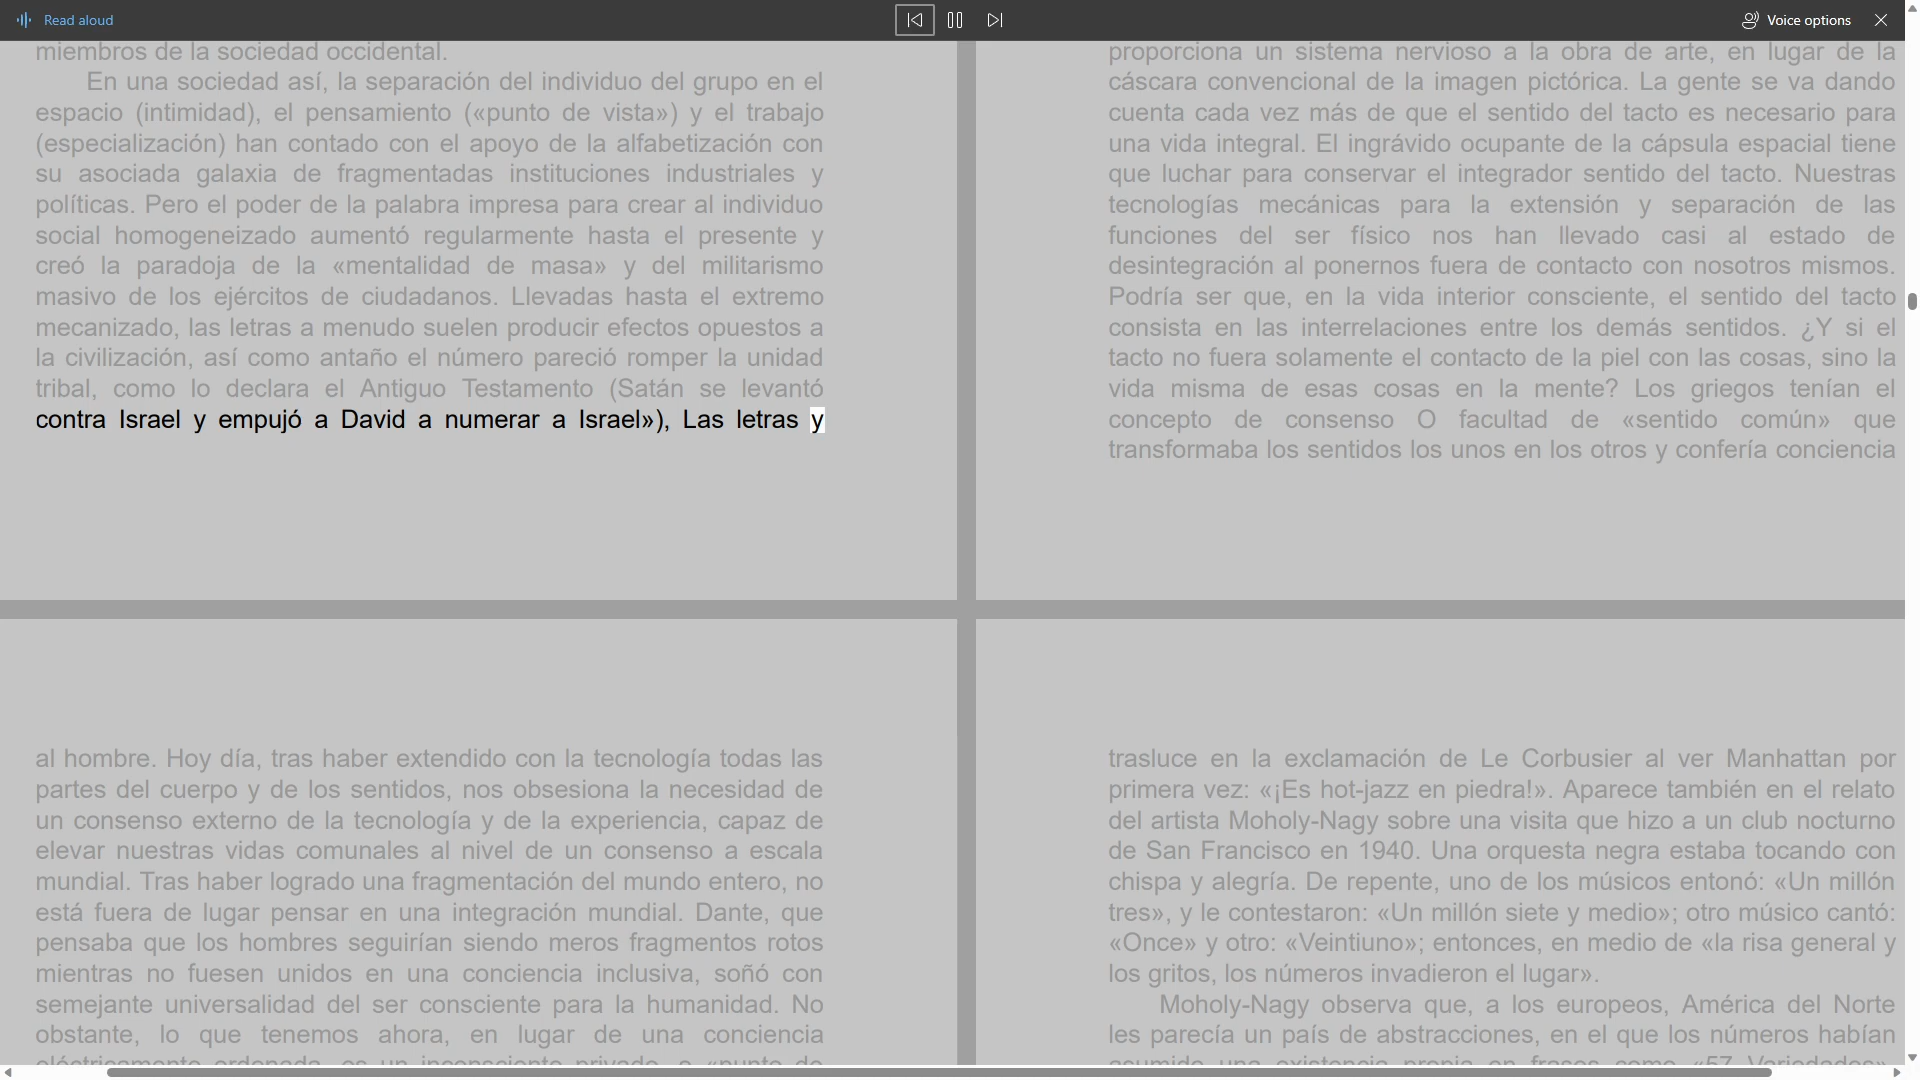 Read aloud
Voice options
miembros de la sociedad occidental.
En una sociedad así, la separación del individuo del grupo en el
espacio (intimidad), el pensamiento («punto de vista») y el trabajo
(especialización) han contado con el apoyo de la alfabetización con
su asociada galaxia de fragmentadas instituciones industriales y
políticas. Pero el poder de la palabra impresa para crear al individuo
social homogeneizado aumentó regularmente hasta el presente y
creó la paradoja de la «mentalidad de masa» y del militarismo
masivo de los ejércitos de ciudadanos. Llevadas hasta el extremo
mecanizado, las letras a menudo suelen producir efectos opuestos a
la civilización, así como antaño el número pareció romper la unidad
tribal, como lo declara el Antiguo Testamento (Satán se levantó
contra Israel y empujó a David a numerar a Israel»), Las letras y
proporciona un sistema nervioso a la obra de arte, en lugar de la
cáscara convencional de la imagen pictórica. La gente se va dando
cuenta cada vez más de que el sentido del tacto es necesario para
una vida integral. El ingrávido ocupante de la cápsula espacial tiene
que luchar para conservar el integrador sentido del tacto. Nuestras
tecnologías mecánicas para la extensión y separación de las
funciones del ser físico nos han llevado casi al estado de
desintegración al ponernos fuera de contacto con nosotros mismos.
Podría ser que, en la vida interior consciente, el sentido del tacto
consista en las interrelaciones entre los demás sentidos. ¿Y si el
tacto no fuera solamente el contacto de la piel con las cosas, sino la
vida misma de esas cosas en la mente? Los griegos tenían el
concepto de consenso O facultad de «sentido común» que
transformaba los sentidos los unos en los otros y confería conciencia
al hombre. Hoy día, tras haber extendido con la tecnología todas las
partes del cuerpo y de los sentidos, nos obsesiona la necesidad de
un consenso externo de la tecnología y de la experiencia, capaz de
elevar nuestras vidas comunales al nivel de un consenso a escala
mundial. Tras haber logrado una fragmentación del mundo entero, no
está fuera de lugar pensar en una integración mundial. Dante, que
pensaba que los hombres seguirían siendo meros fragmentos rotos
mientras no fuesen unidos en una conciencia inclusiva, soñó con
semejante universalidad del ser consciente para la humanidad. No
obstante, lo que tenemos ahora, en lugar de una conciencia
eléctricamente ordenada, es un inconsciente privado, o «punto de
trasluce en la exclamación de Le Corbusier al ver Manhattan por
primera vez: «¡Es hot-jazz en piedra!». Aparece también en el relato
del artista Moholy-Nagy sobre una visita que hizo a un club nocturno
de San Francisco en 1940. Una orquesta negra estaba tocando con
chispa y alegría. De repente, uno de los músicos entonó: «Un millón
tres», y le contestaron: «Un millón siete y medio»; otro músico cantó:
«Once» y otro: «Veintiuno»; entonces, en medio de «la risa general y
los gritos, los números invadieron el lugar».
Moholy-Nagy observa que, a los europeos, América del Norte
les parecía un país de abstracciones, en el que los números habían
asumido una existencia propia en frases como «57 Variedades»,